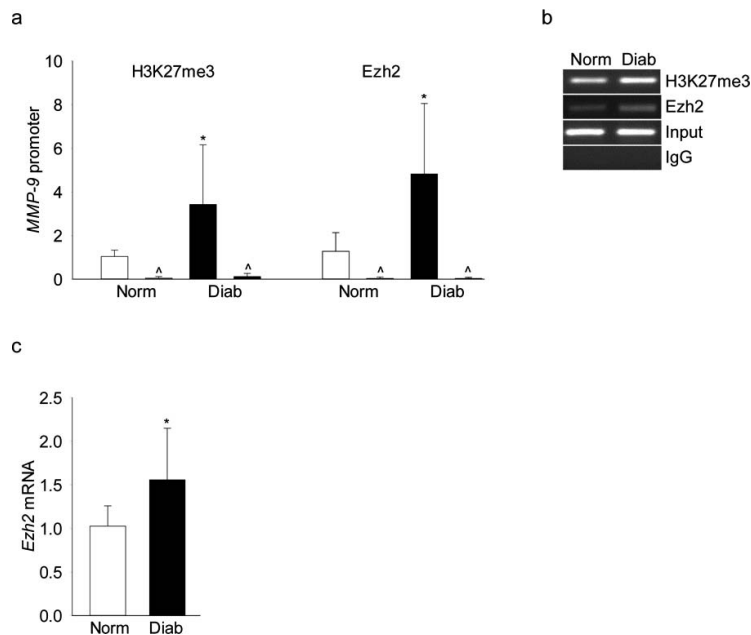 a
H3K27me3 Ezh2
MMP-9 promoter
10
8
6
4
2
0
* *
^ ^ ^ ^
Norm Diab Norm Diab
b
Norm Diab
H3K27me3
Ezh2
Input
IgG
c
Ezh2 mRNA
2.5
2.0
1.5
1.0
0.5
0.0
*
Norm Diab